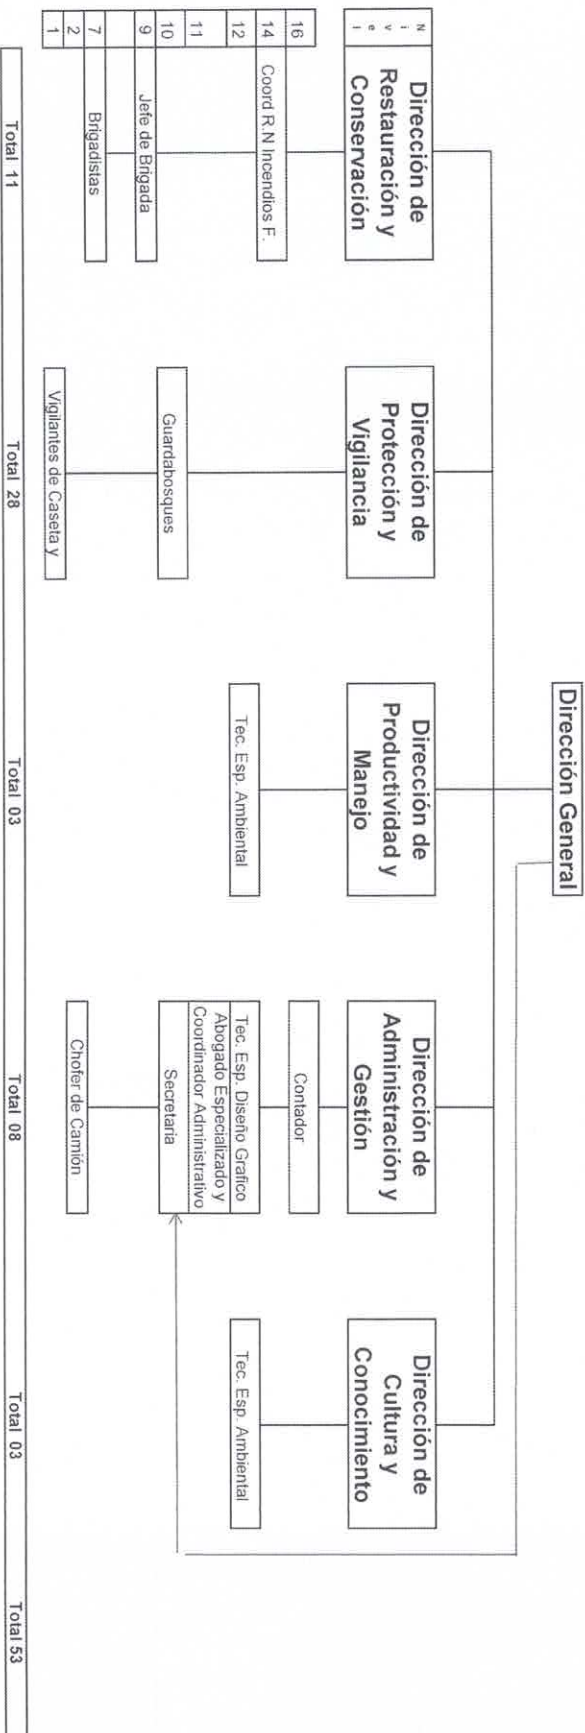 Dirección General
Nivel
Dirección de
Restauración y
Conservación
Dirección de
Protección y
Vigilancia
Dirección de
Productividad y
Manejo
Dirección de
Administración y
Gestión
Dirección de
Cultura y
Conocimiento
16
Contador
14
Coord R.N Incendios F.
12
Tec. Esp. Ambiental
Tec. Esp. Diseño Grafico
Tec. Esp. Ambiental
11
Abogado Especializado y
Coordinador Administrativo
10
Guardabosques
Secretaria
9
Jefe de Brigada
7
Brigadistas
2
Chofer de Camión
1
Vigilantes de Caseta y
Total 11
Total 28
Total 03
Total 08
Total 03
Total 53